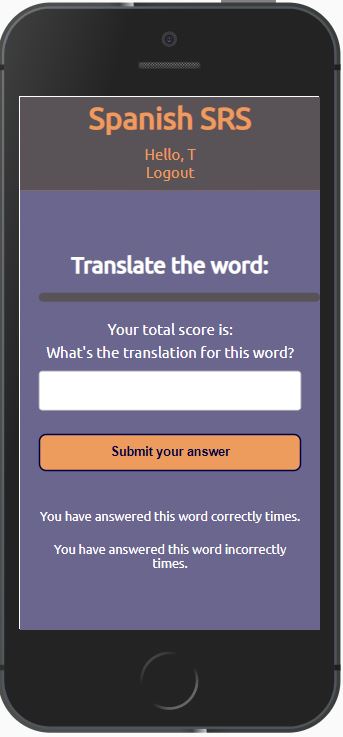 Spanish SRS
Hello, T
Logout
Translate the word:
Your total score is:
What's the translation for this word?
Submit your answer
You have answered this word correctly times.
You have answered this word incorrectly
times.